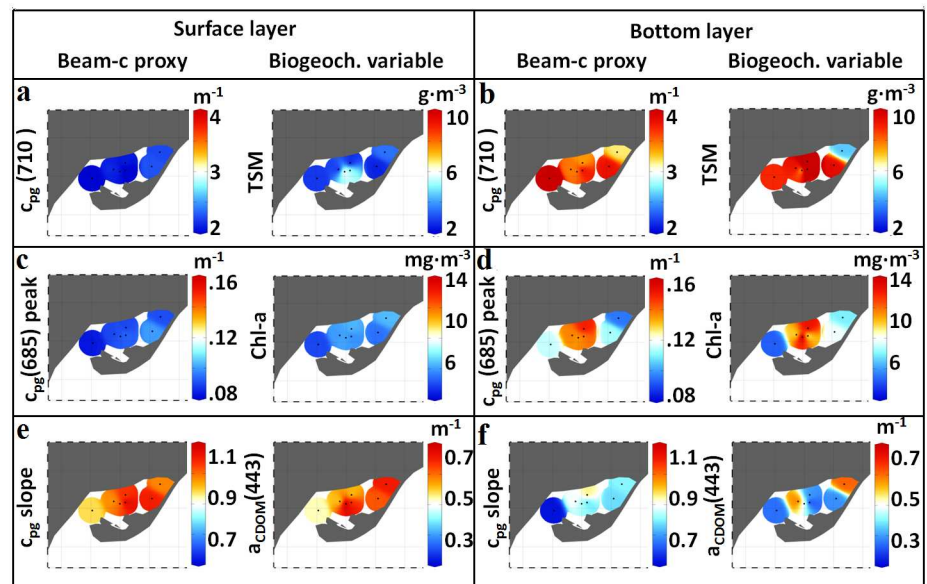 Surface layer
Bottom layer
Beam-c proxy
Biogeoch. variable
Beam-c proxy
Biogeoch. variable
a
c_pg (710)
m⁻¹
4
3
2
TSM
g·m⁻³
10
6
2
b
c_pg (710)
m⁻¹
4
3
2
TSM
g·m⁻³
10
6
2
c
c_pg(685) peak
m⁻¹
.16
.12
.08
Chl-a
mg·m⁻³
14
10
6
d
c_pg(685) peak
m⁻¹
.16
.12
.08
Chl-a
mg·m⁻³
14
10
6
e
c_pg slope
1.1
0.9
0.7
a_CDOM(443)
m⁻¹
0.7
0.5
0.3
f
c_pg slope
1.1
0.9
0.7
a_CDOM(443)
m⁻¹
0.7
0.5
0.3